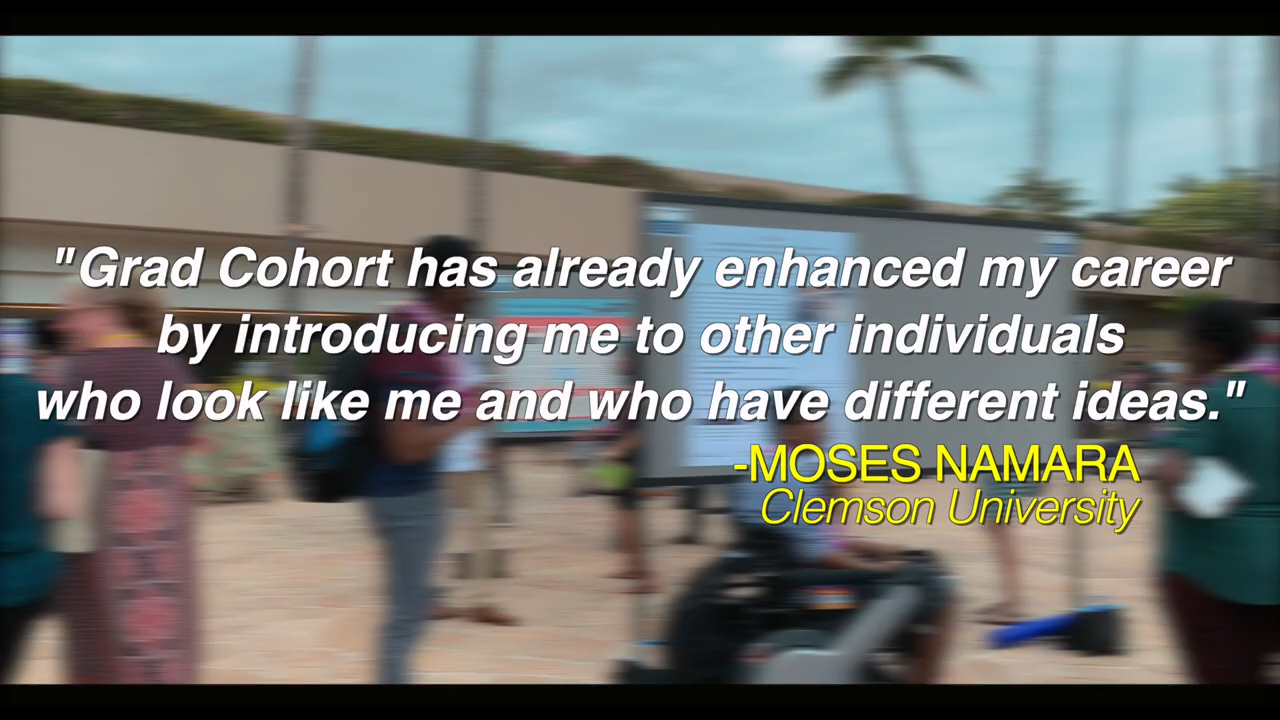 "Grad Cohort has already enhanced my career
by introducing me to other individuals
who look like me and who have different ideas."
-MOSES NAMARA
Clemson University